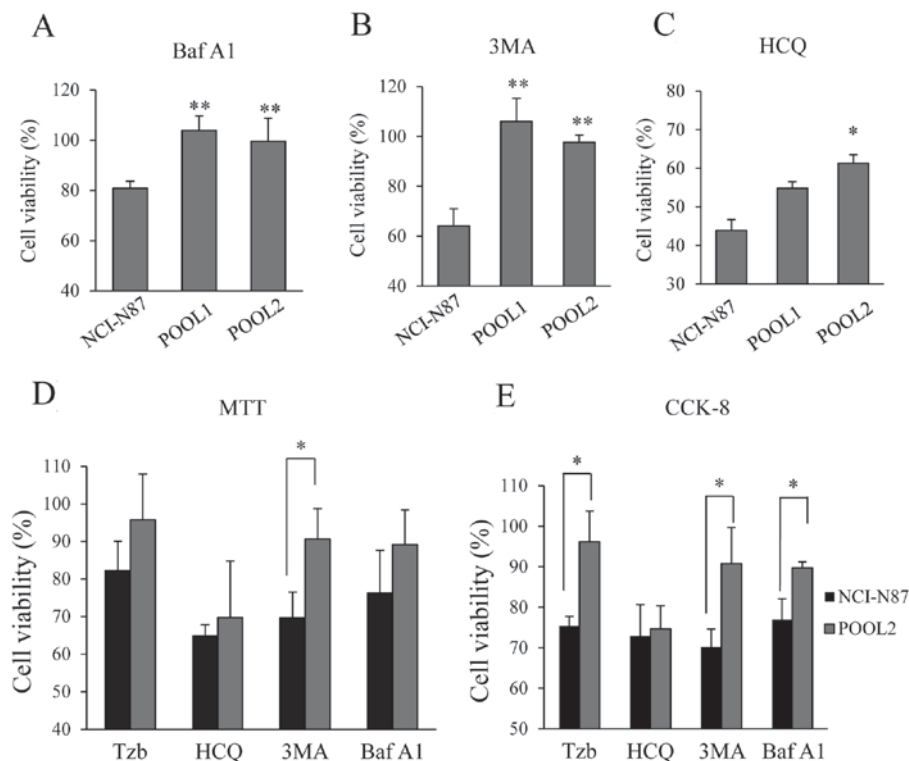 A
Baf A1
Cell viability (%)
120
100
80
60
40
** **
NCI-N87 POOL1 POOL2
B
3MA
Cell viability (%)
120
100
80
60
40
** **
NCI-N87 POOL1 POOL2
C
HCQ
Cell viability (%)
80
70
60
50
40
30
*
NCI-N87 POOL1 POOL2
D
MTT
Cell viability (%)
110
100
90
80
70
60
50
40
*
Tzb HCQ 3MA Baf A1
E
CCK-8
Cell viability (%)
110
100
90
80
70
60
50
* * *
Tzb HCQ 3MA Baf A1
NCI-N87
POOL2